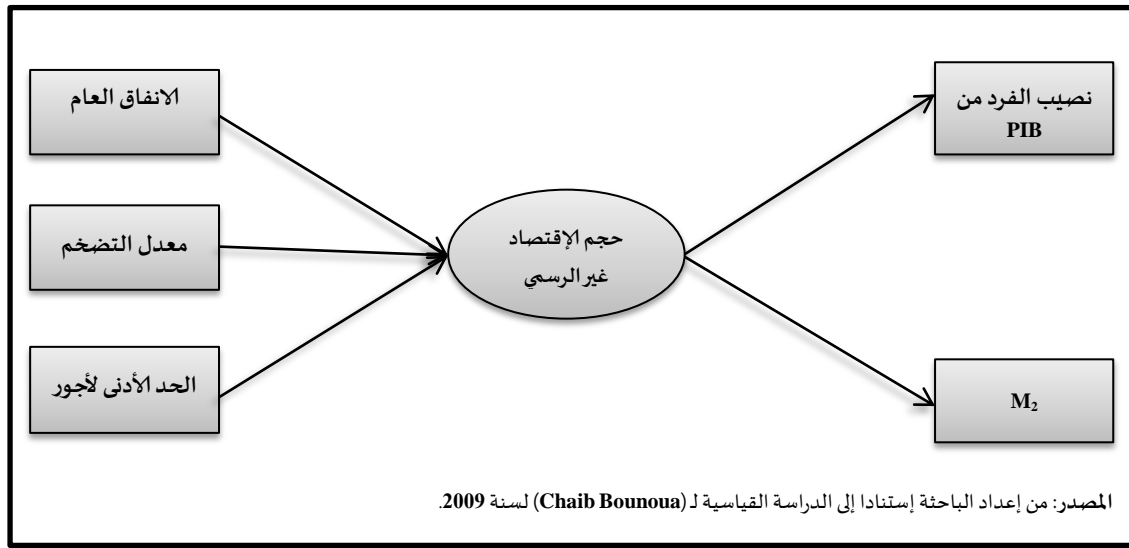 الانفاق العام
معدل التضخم
الحد الأدنى لأجور
حجم الإقتصاد
غير الرسمي
نصيب الفرد من
PIB
M₂
المصدر: من إعداد الباحثة إستنادا إلى الدراسة القياسية لـ (Chaib Bounoua) لسنة 2009.